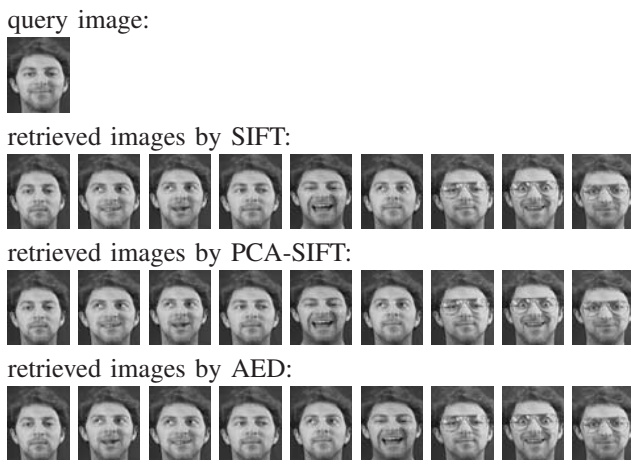 query image:
retrieved images by SIFT:
retrieved images by PCA-SIFT:
retrieved images by AED: